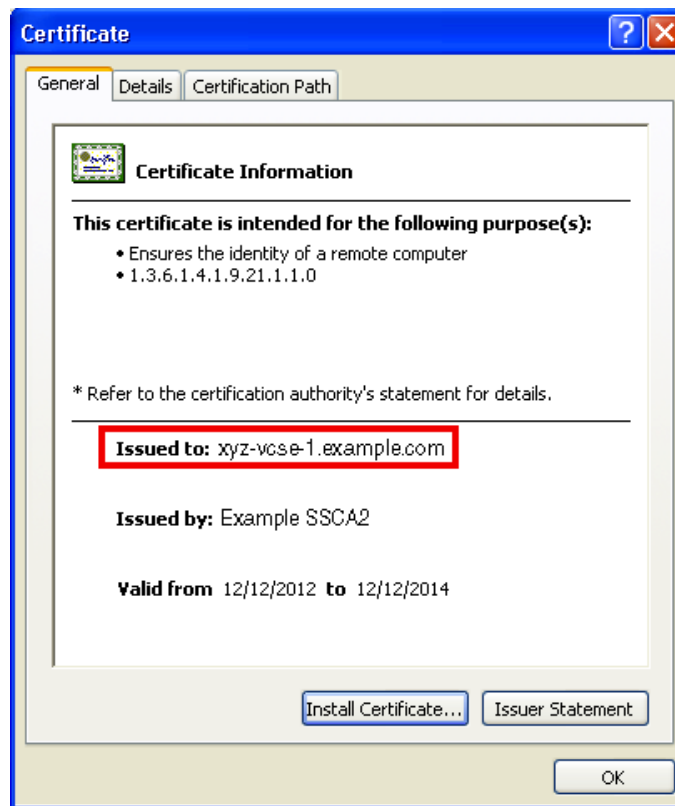 Certificate
General
Details
Certification Path
Certificate Information
This certificate is intended for the following purpose(s):
• Ensures the identity of a remote computer
• 1.3.6.1.4.1.9.21.1.1.0
* Refer to the certification authority's statement for details.
Issued to: xyz-vcse-1.example.com
Issued by: Example SSCA2
Valid from 12/12/2012 to 12/12/2014
Install Certificate...
Issuer Statement
OK